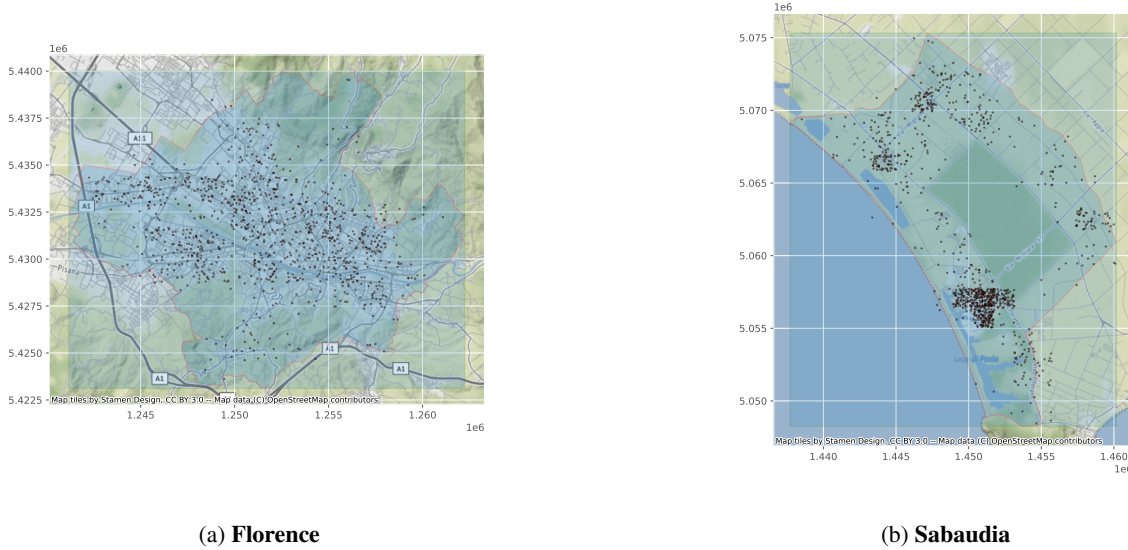 1e6
5.4400
5.4375
5.4350
5.4325
5.4300
5.4275
5.4250
5.4225
A11
A1
Pisana
A1
A1
A1
Map tiles by Stamen Design, CC BY 3.0 -- Map data (C) OpenStreetMap contributors
1.245 1.250 1.255 1.260
1e6
(a) Florence
1e6
5.075
5.070
5.065
5.060
5.055
5.050
Map tiles by Stamen Design, CC BY 3.0 -- Map data (C) OpenStreetMap contributors
1.440 1.445 1.450 1.455 1.460
(b) Sabaudia